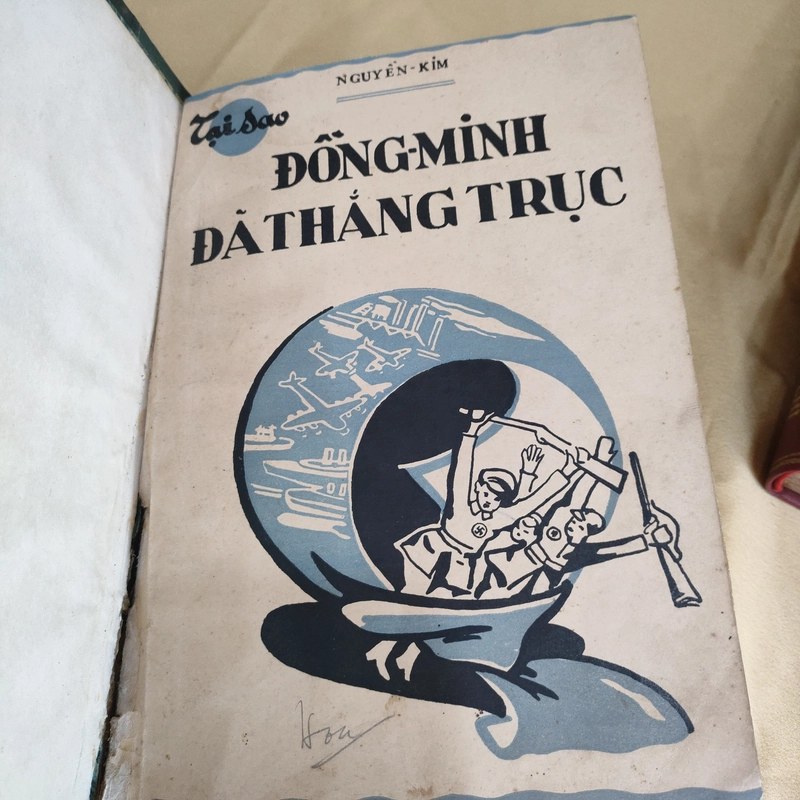 NGUYỄN-KIM
Tại Sao
ĐỒNG-MINH
ĐÃ THẮNG TRỤC